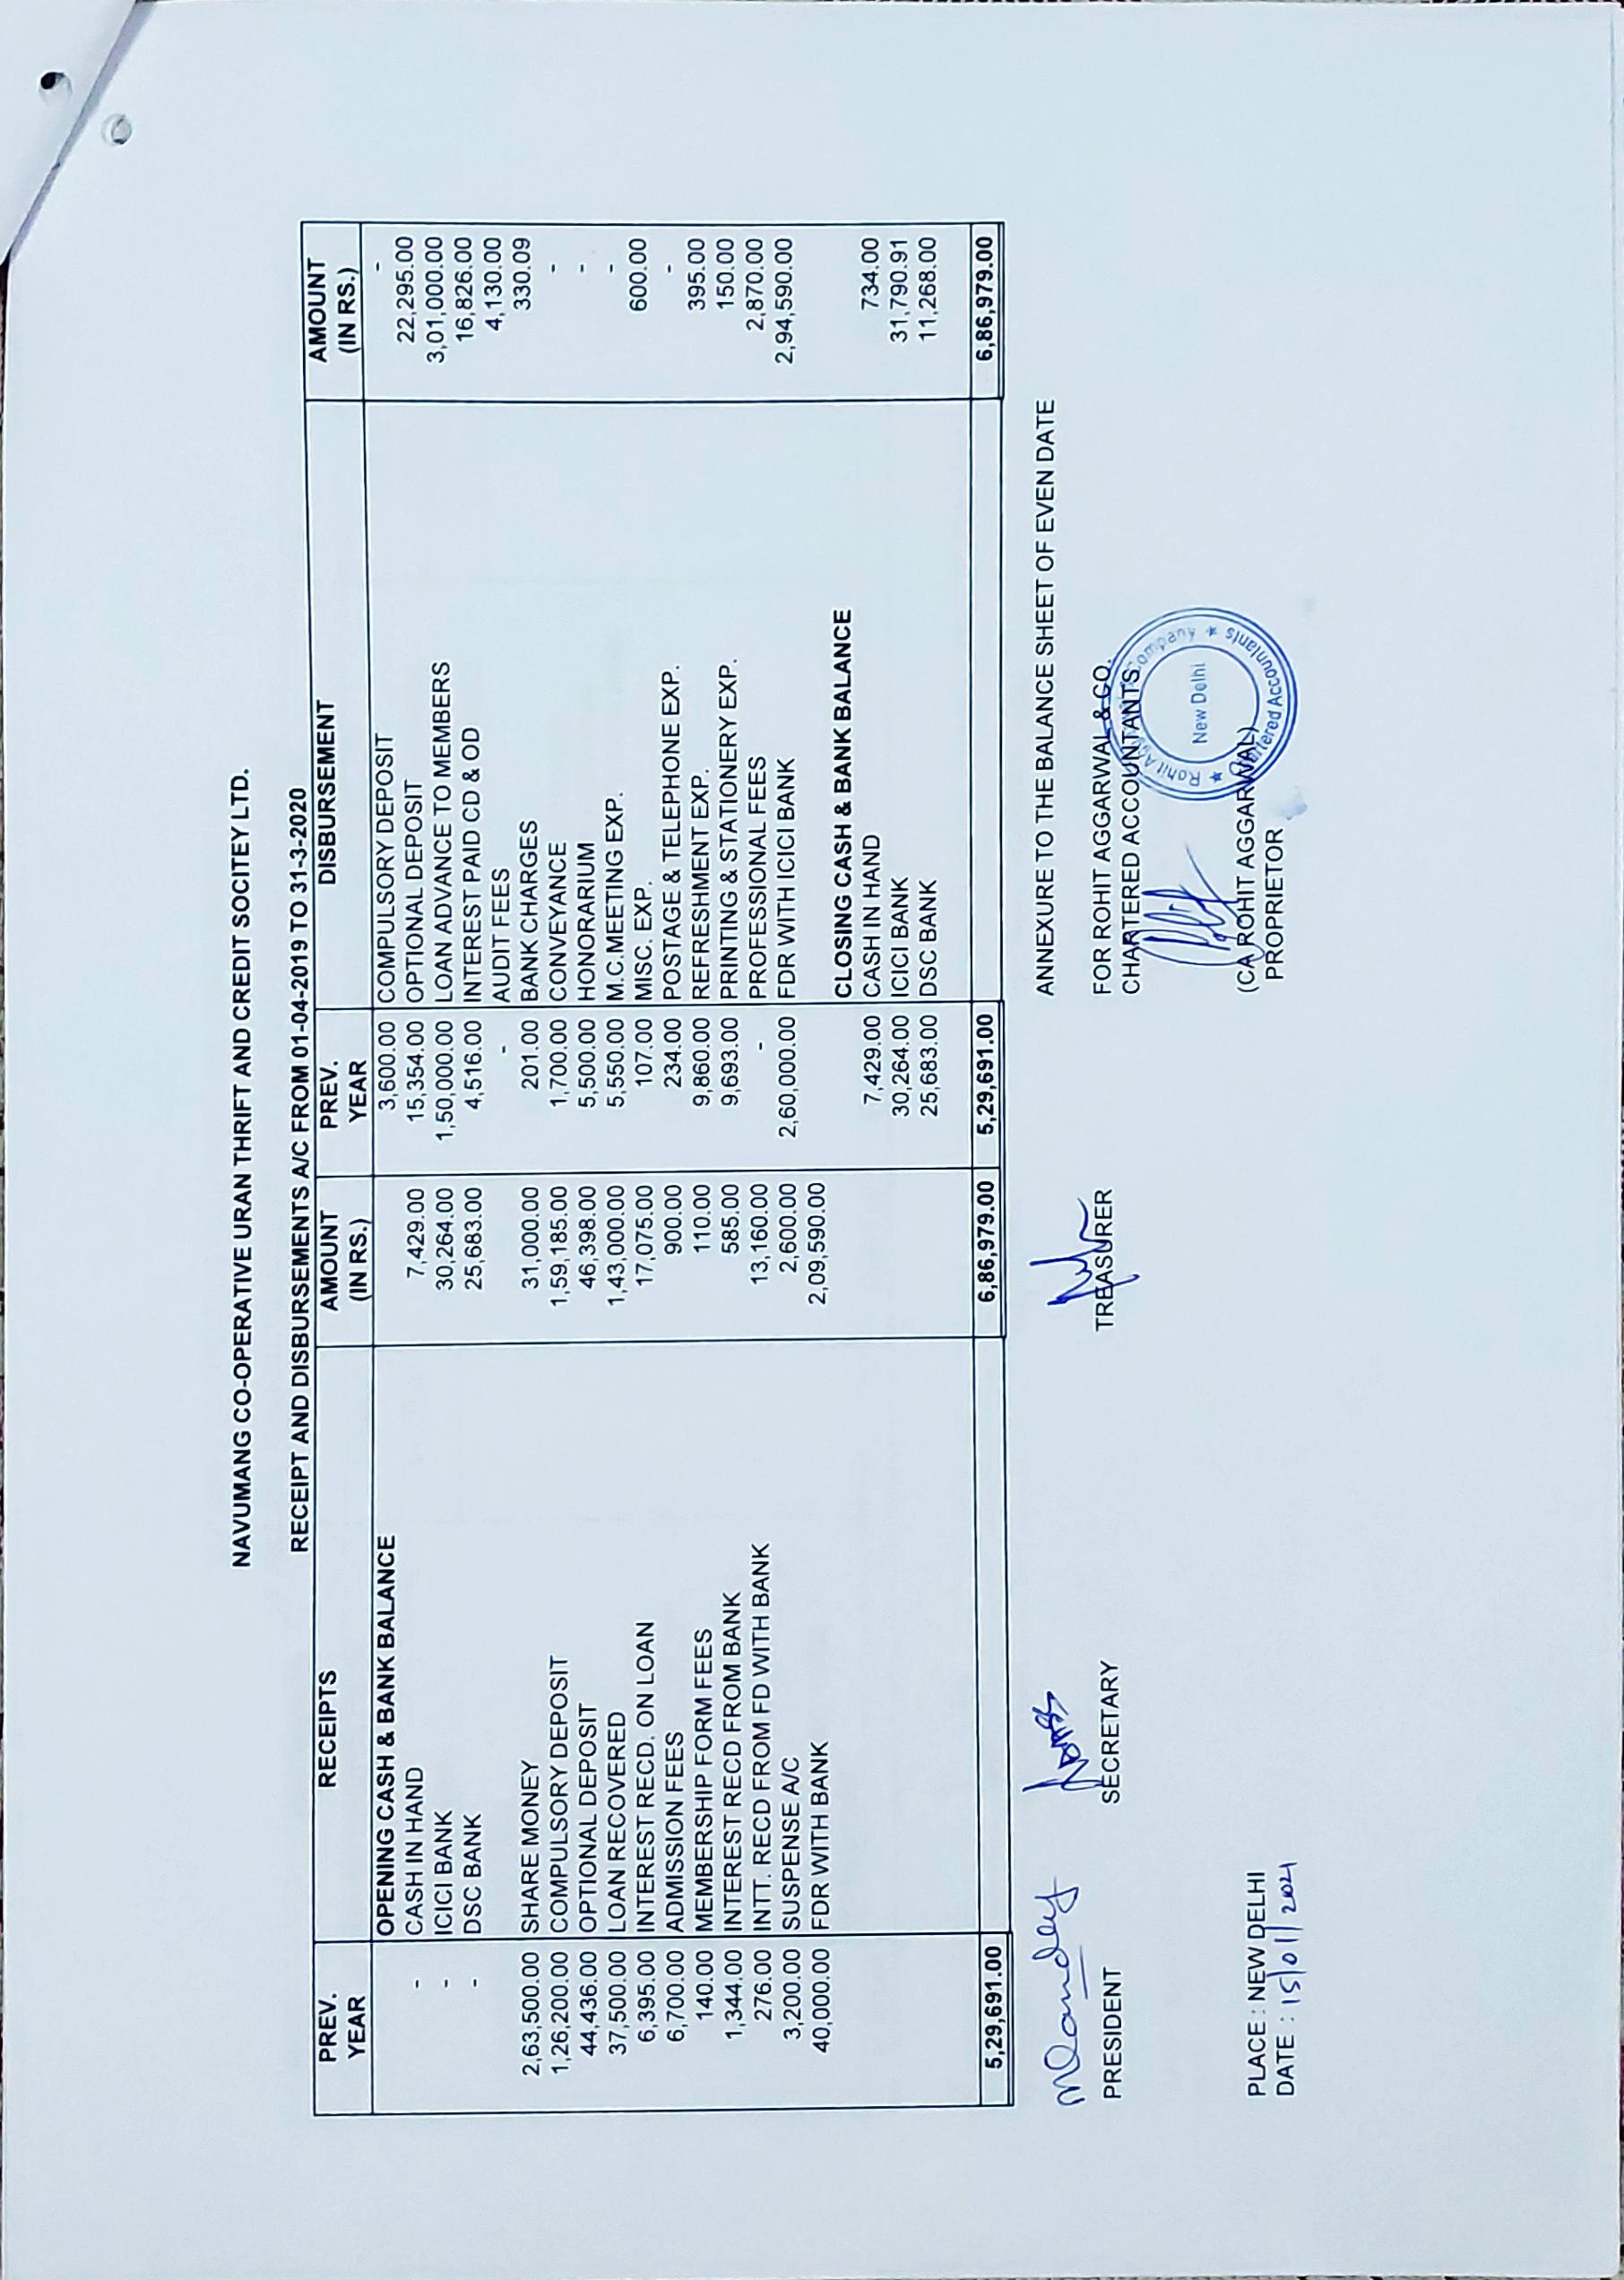 NAVUMANG CO-OPERATIVE URAN THRIFT AND CREDIT SOCITEY LTD.
RECEIPT AND DISBURSEMENTS A/C FROM 01-04-2019 TO 31-3-2020
PREV. YEAR RECEIPTS AMOUNT (IN RS.) PREV. YEAR DISBURSEMENT AMOUNT (IN RS.)
OPENING CASH & BANK BALANCE 3,600.00 COMPULSORY DEPOSIT -
- CASH IN HAND 7,429.00 15,354.00 OPTIONAL DEPOSIT 22,295.00
- ICICI BANK 30,264.00 1,50,000.00 LOAN ADVANCE TO MEMBERS 3,01,000.00
- DSC BANK 25,683.00 4,516.00 INTEREST PAID CD & OD 16,826.00
- AUDIT FEES 4,130.00
2,63,500.00 SHARE MONEY 31,000.00 201.00 BANK CHARGES 330.09
1,26,200.00 COMPULSORY DEPOSIT 1,59,185.00 1,700.00 CONVEYANCE -
44,436.00 OPTIONAL DEPOSIT 46,398.00 5,500.00 HONORARIUM -
37,500.00 LOAN RECOVERED 1,43,000.00 5,550.00 M.C.MEETING EXP. -
6,395.00 INTEREST RECD. ON LOAN 17,075.00 107.00 MISC. EXP. 600.00
6,700.00 ADMISSION FEES 900.00 234.00 POSTAGE & TELEPHONE EXP. -
140.00 MEMBERSHIP FORM FEES 110.00 9,860.00 REFRESHMENT EXP. 395.00
1,344.00 INTEREST RECD FROM BANK 585.00 9,693.00 PRINTING & STATIONERY EXP. 150.00
276.00 INTT. RECD FROM FD WITH BANK 13,160.00 - PROFESSIONAL FEES 2,870.00
3,200.00 SUSPENSE A/C 2,600.00 2,60,000.00 FDR WITH ICICI BANK 2,94,590.00
40,000.00 FDR WITH BANK 2,09,590.00
CLOSING CASH & BANK BALANCE
7,429.00 CASH IN HAND 734.00
30,264.00 ICICI BANK 31,790.91
25,683.00 DSC BANK 11,268.00
5,29,691.00 6,86,979.00 5,29,691.00 6,86,979.00
ANNEXURE TO THE BALANCE SHEET OF EVEN DATE
PRESIDENT SECRETARY TREASURER
FOR ROHIT AGGARWAL & CO.
CHARTERED ACCOUNTANTS
New Delhi
(CA ROHIT AGGARWAL)
PROPRIETOR
PLACE : NEW DELHI
DATE : 15/01/2021